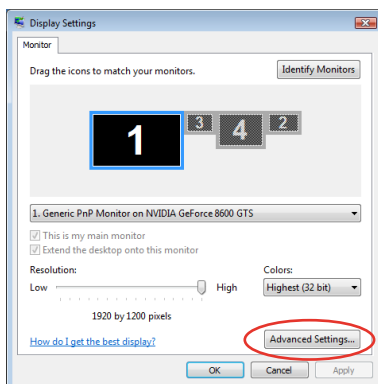 Display Settings
Monitor
Drag the icons to match your monitors.
Identify Monitors
1 3 4 2
1. Generic PnP Monitor on NVIDIA GeForce 8600 GTS
This is my main monitor
Extend the desktop onto this monitor
Resolution: Colors:
Low High Highest (32 bit)
1920 by 1200 pixels
How do I get the best display? Advanced Settings...
OK Cancel Apply